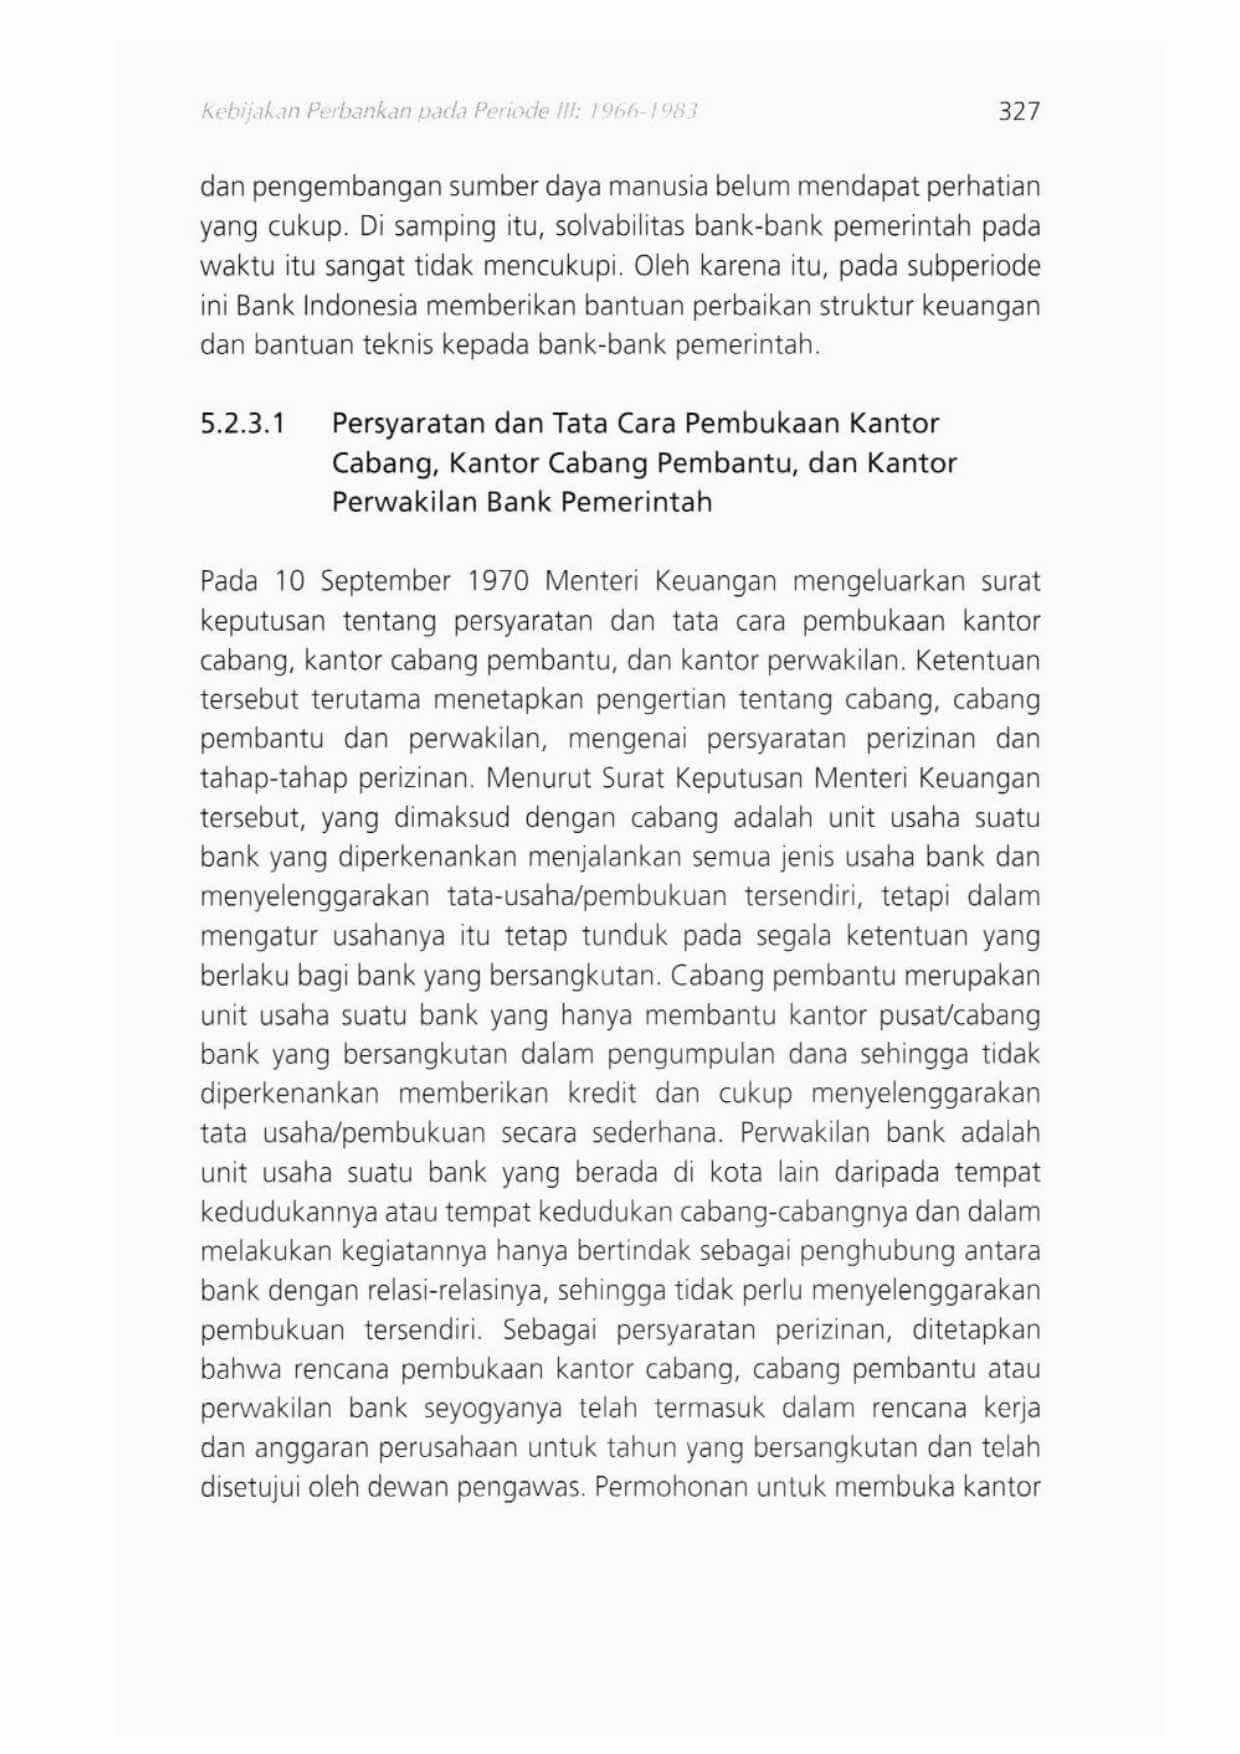 Kebijakan Perbankan pada Periode III: 1966-1983 327
dan pengembangan sumber daya manusia belum mendapat perhatian
yang cukup. Di samping itu, solvabilitas bank-bank pemerintah pada
waktu itu sangat tidak mencukupi. Oleh karena itu, pada subperiode
ini Bank Indonesia memberikan bantuan perbaikan struktur keuangan
dan bantuan teknis kepada bank-bank pemerintah.
5.2.3.1 Persyaratan dan Tata Cara Pembukaan Kantor
Cabang, Kantor Cabang Pembantu, dan Kantor
Perwakilan Bank Pemerintah
Pada 10 September 1970 Menteri Keuangan mengeluarkan surat
keputusan tentang persyaratan dan tata cara pembukaan kantor
cabang, kantor cabang pembantu, dan kantor perwakilan. Ketentuan
tersebut terutama menetapkan pengertian tentang cabang, cabang
pembantu dan perwakilan, mengenai persyaratan perizinan dan
tahap-tahap perizinan. Menurut Surat Keputusan Menteri Keuangan
tersebut, yang dimaksud dengan cabang adalah unit usaha suatu
bank yang diperkenankan menjalankan semua jenis usaha bank dan
menyelenggarakan tata-usaha/pembukuan tersendiri, tetapi dalam
mengatur usahanya itu tetap tunduk pada segala ketentuan yang
berlaku bagi bank yang bersangkutan. Cabang pembantu merupakan
unit usaha suatu bank yang hanya membantu kantor pusat/cabang
bank yang bersangkutan dalam pengumpulan dana sehingga tidak
diperkenankan memberikan kredit dan cukup menyelenggarakan
tata usaha/pembukuan secara sederhana. Perwakilan bank adalah
unit usaha suatu bank yang berada di kota lain daripada tempat
kedudukannya atau tempat kedudukan cabang-cabangnya dan dalam
melakukan kegiatannya hanya bertindak sebagai penghubung antara
bank dengan relasi-relasinya, sehingga tidak perlu menyelenggarakan
pembukuan tersendiri. Sebagai persyaratan perizinan, ditetapkan
bahwa rencana pembukaan kantor cabang, cabang pembantu atau
perwakilan bank seyogyanya telah termasuk dalam rencana kerja
dan anggaran perusahaan untuk tahun yang bersangkutan dan telah
disetujui oleh dewan pengawas. Permohonan untuk membuka kantor